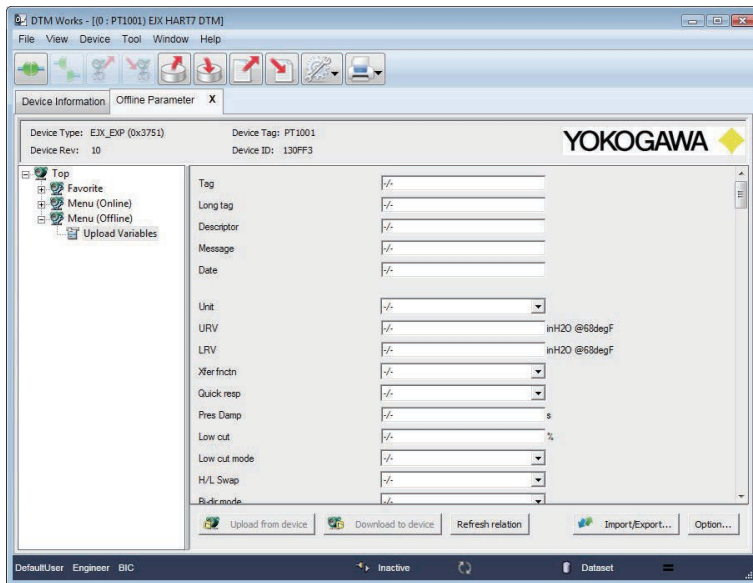 DTM Works - [(0 : PT1001) EJX HART7 DTM]
File View Device Tool Window Help
Device Information Offline Parameter X
Device Type: EJX_EXP (0x3751) Device Tag: PT1001
Device Rev: 10 Device ID: 130FF3
YOKOGAWA
Top
Favorite
Menu (Online)
Menu (Offline)
Upload Variables
Tag -/-
Long tag -/-
Descriptor -/-
Message -/-
Date -/-
Unit -/-
URV -/- inH2O @68degF
LRV -/- inH2O @68degF
Xfer fnctn -/-
Quick resp -/-
Pres Damp -/- s
Low cut -/- %
Low cut mode -/-
H/L Swap -/-
Bi-dir mode -/-
Upload from device Download to device Refresh relation Import/Export... Option...
DefaultUser Engineer BIC Inactive Dataset